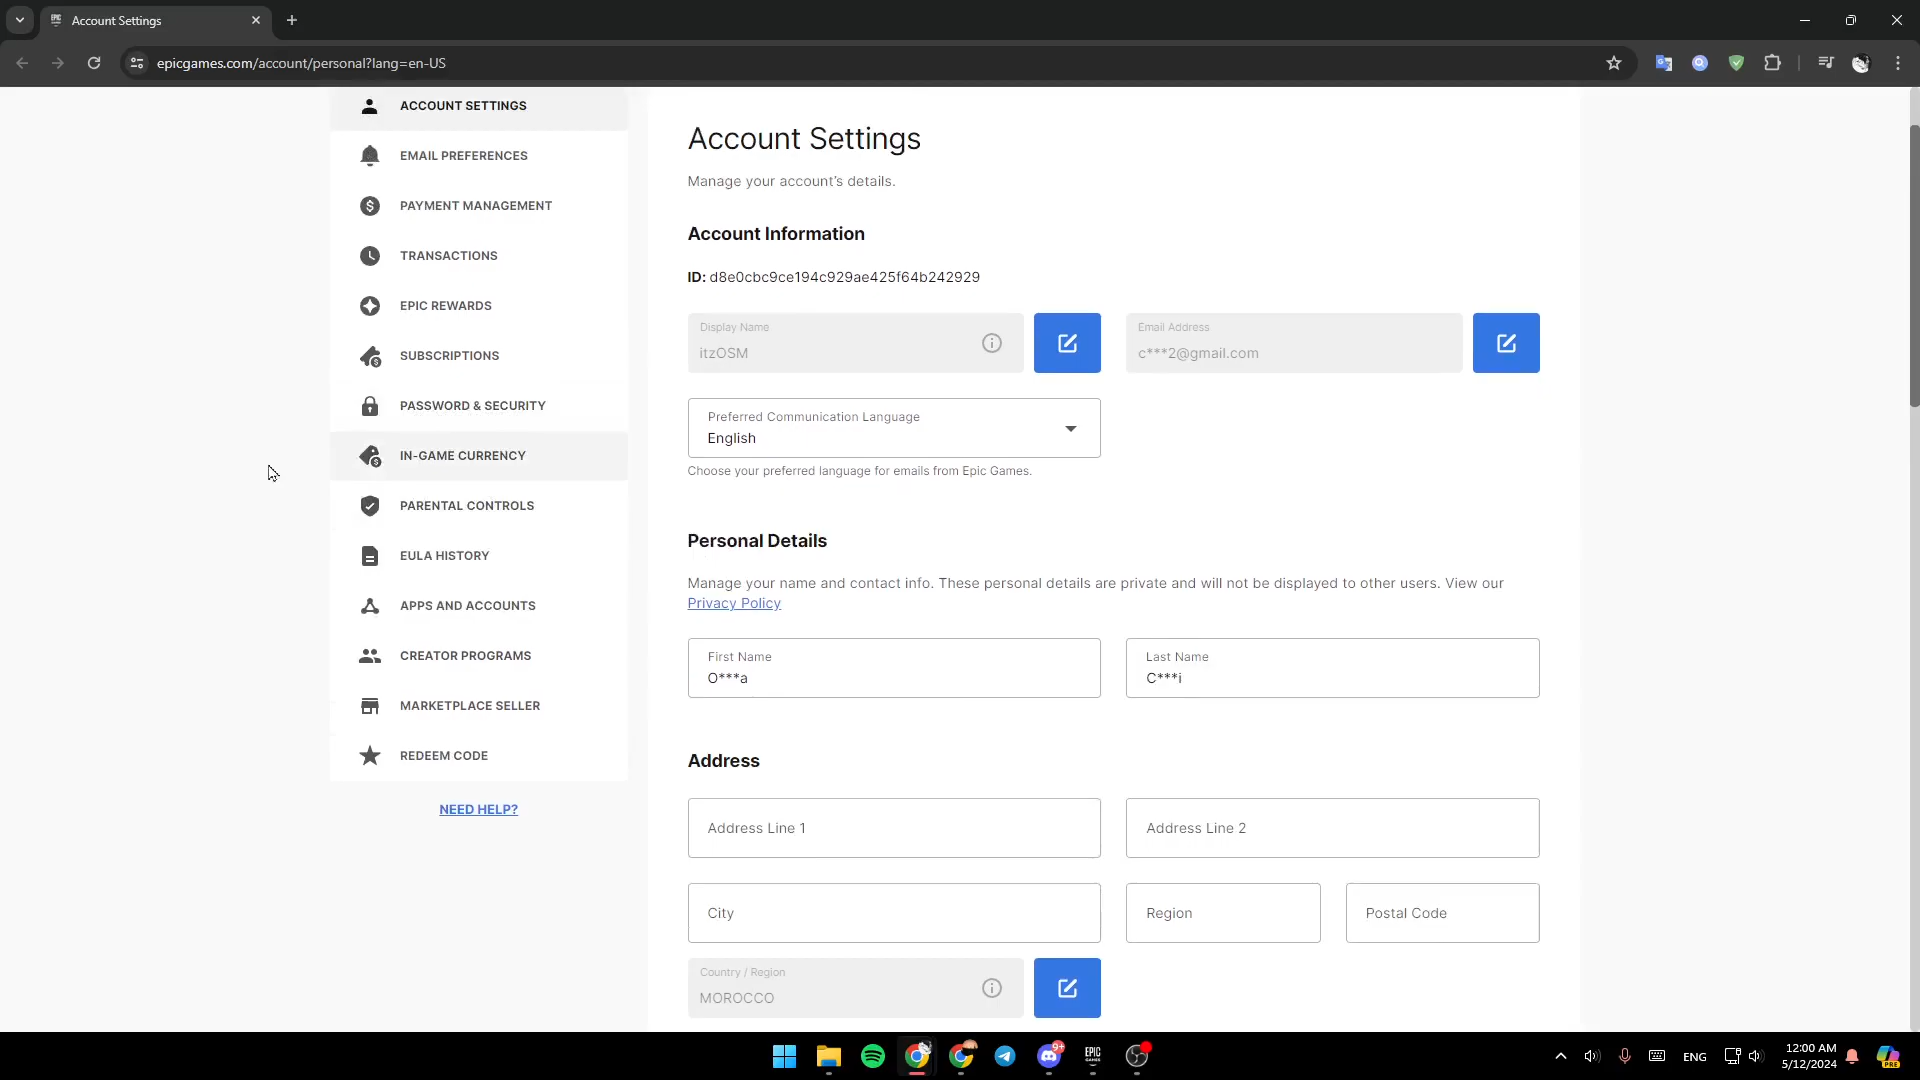 Account Settings
epicgames.com/account/personal?lang=en-US
ACCOUNT SETTINGS
EMAIL PREFERENCES
PAYMENT MANAGEMENT
TRANSACTIONS
EPIC REWARDS
SUBSCRIPTIONS
PASSWORD & SECURITY
IN-GAME CURRENCY
PARENTAL CONTROLS
EULA HISTORY
APPS AND ACCOUNTS
CREATOR PROGRAMS
MARKETPLACE SELLER
REDEEM CODE
NEED HELP?
Account Settings
Manage your account's details.
Account Information
ID: d8e0cbc9ce194c929ae425f64b242929
Display Name
itzOSM
Email Address
c***2@gmail.com
Preferred Communication Language
English
Choose your preferred language for emails from Epic Games.
Personal Details
Manage your name and contact info. These personal details are private and will not be displayed to other users. View our
Privacy Policy
First Name
O***a
Last Name
C***i
Address
Address Line 1
Address Line 2
City
Region
Postal Code
Country / Region
MOROCCO
EPIC
GAMES
9+
ENG
12:00 AM
5/12/2024
PRE